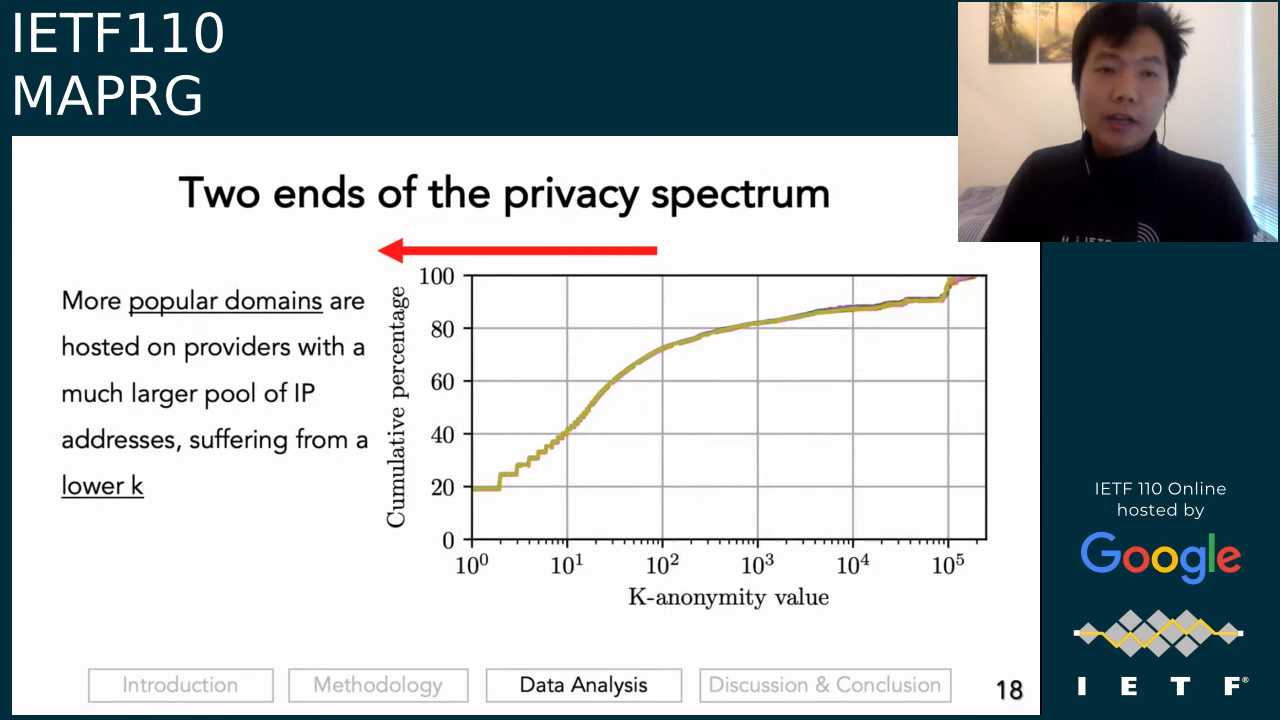 IETF110
MAPRG
Two ends of the privacy spectrum
More popular domains are
hosted on providers with a
much larger pool of IP
addresses, suffering from a
lower k
Cumulative percentage
100
80
60
40
20
0
10⁰ 10¹ 10² 10³ 10⁴ 10⁵
K-anonymity value
Introduction
Methodology
Data Analysis
Discussion & Conclusion
18
IETF 110 Online
hosted by
Google
I E T F®